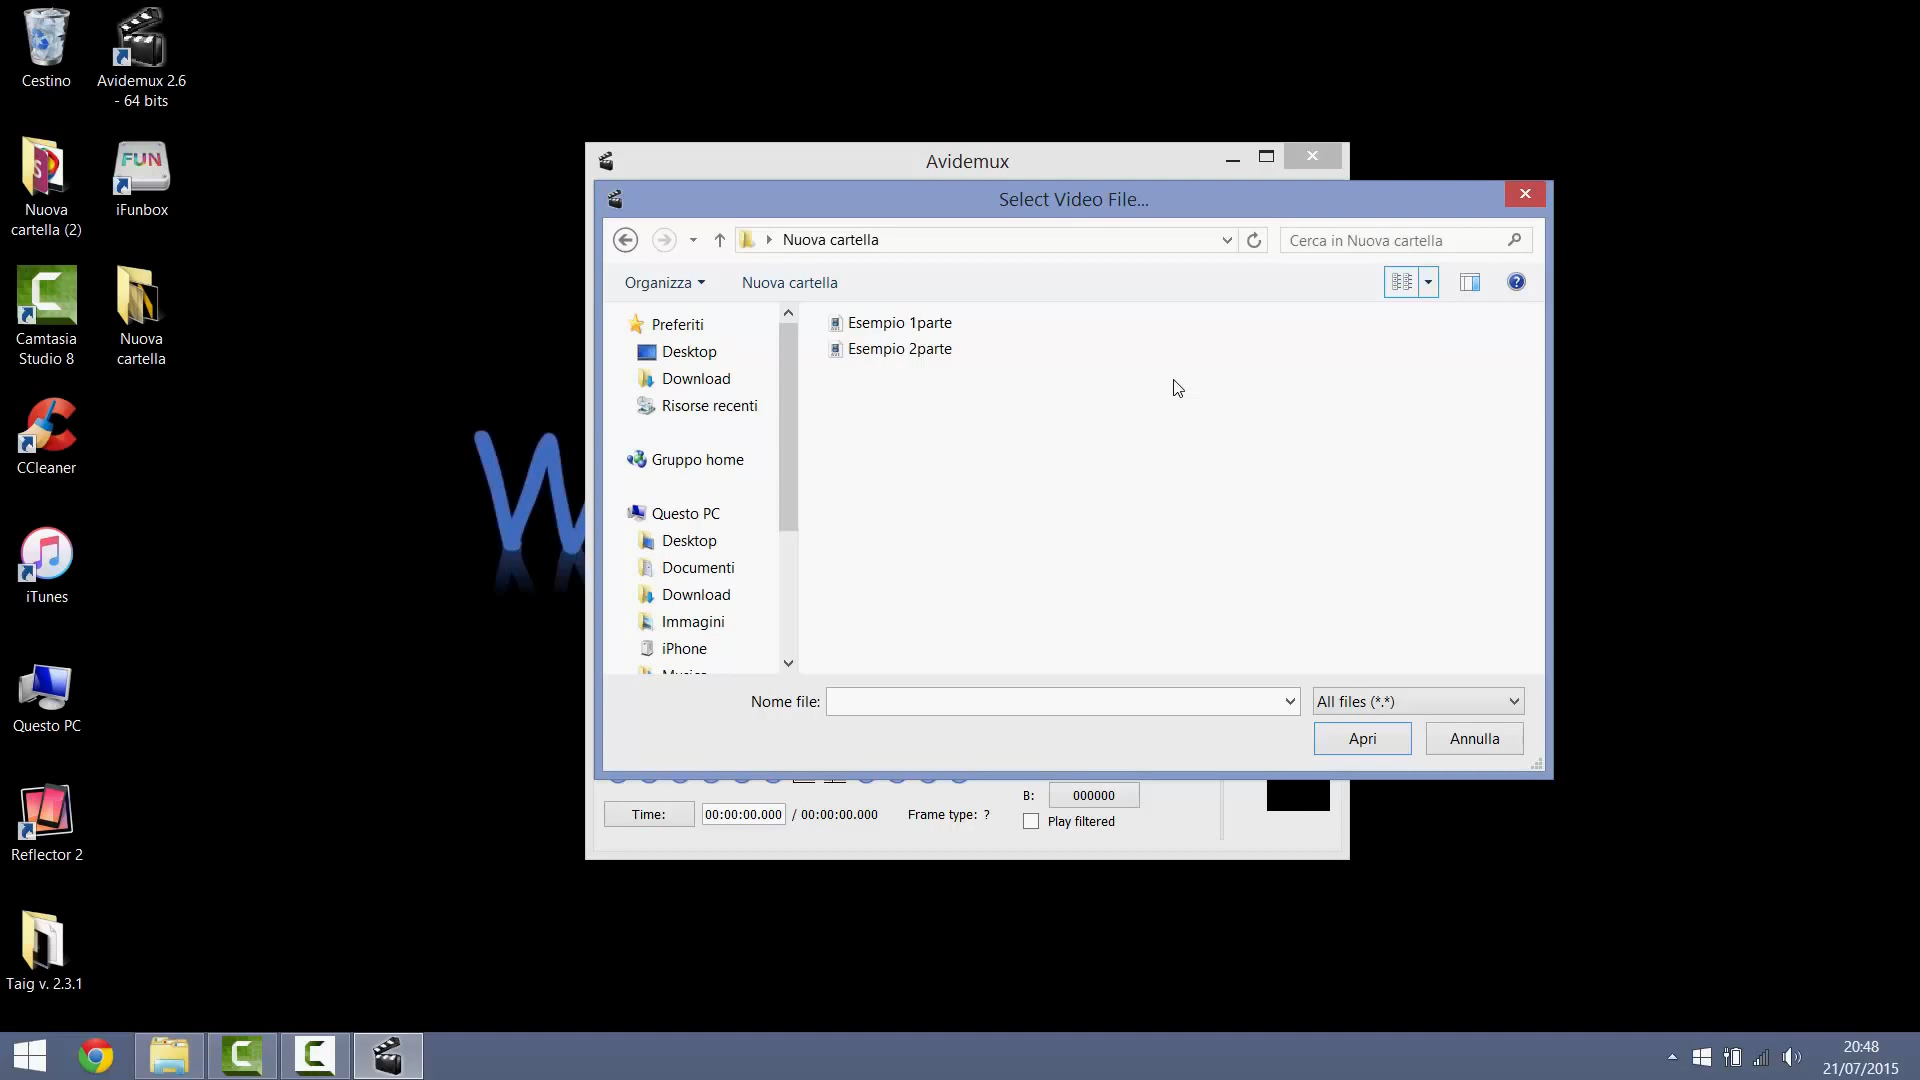 Cestino
Avidemux 2.6
- 64 bits
Nuova
cartella (2)
FUN
iFunbox
Camtasia
Studio 8
Nuova
cartella
CCleaner
iTunes
Questo PC
Reflector 2
Taig v. 2.3.1
W
Avidemux
Select Video File...
Nuova cartella
Cerca in Nuova cartella
Organizza
Nuova cartella
Preferiti
Desktop
Download
Risorse recenti
Gruppo home
Questo PC
Desktop
Documenti
Download
Immagini
iPhone
Esempio 1parte
Esempio 2parte
Nome file:
All files (*.*)
Apri
Annulla
Time:
00:00:00.000
/ 00:00:00.000
Frame type: ?
B:
000000
Play filtered
20:48
21/07/2015